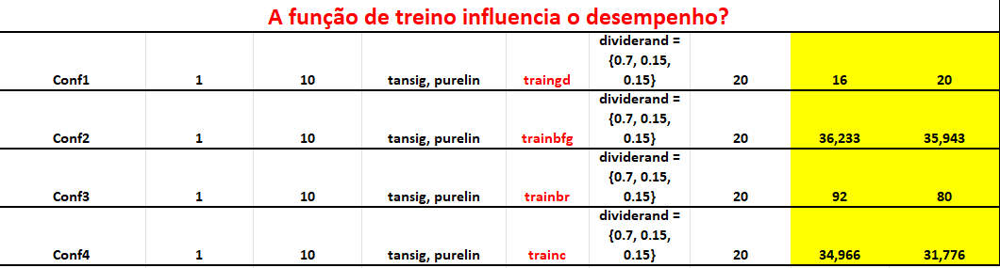 A função de treino influencia o desempenho?
Conf1 1 10 tansig, purelin traingd dividerand = {0.7, 0.15, 0.15} 20 16 20
Conf2 1 10 tansig, purelin trainbfg dividerand = {0.7, 0.15, 0.15} 20 36,233 35,943
Conf3 1 10 tansig, purelin trainbr dividerand = {0.7, 0.15, 0.15} 20 92 80
Conf4 1 10 tansig, purelin trainc dividerand = {0.7, 0.15, 0.15} 20 34,966 31,776